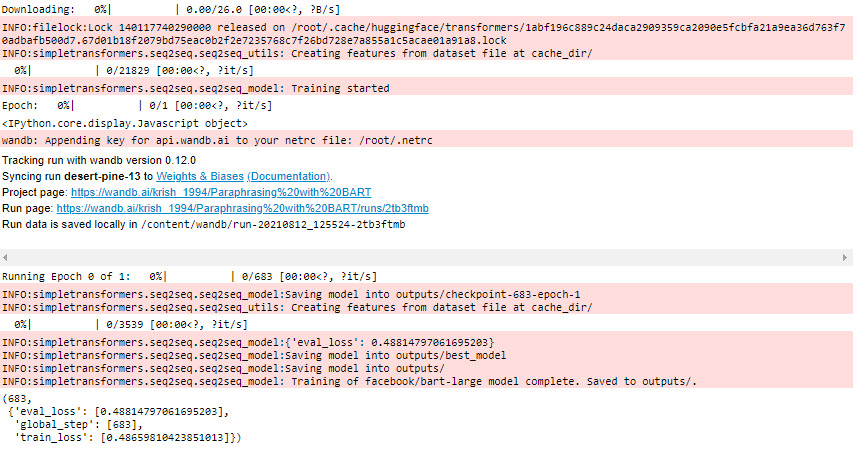 Downloading:   0%|          | 0.00/26.0 [00:00<?, ?B/s]
INFO:filelock:Lock 140117740290000 released on /root/.cache/huggingface/transformers/1abf196c889c24daca2909359ca2090e5fcbfa21a9ea36d763f7
0adbafb500d7.67d01b18f2079bd75eac0b2f2e7235768c7f26bd728e7a855a1c5acae01a91a8.lock
INFO:simpletransformers.seq2seq.seq2seq_utils: Creating features from dataset file at cache_dir/
0%|          | 0/21829 [00:00<?, ?it/s]
INFO:simpletransformers.seq2seq.seq2seq_model: Training started
Epoch:   0%|          | 0/1 [00:00<?, ?it/s]
<IPython.core.display.Javascript object>
wandb: Appending key for api.wandb.ai to your netrc file: /root/.netrc
Tracking run with wandb version 0.12.0
Syncing run desert-pine-13 to Weights & Biases (Documentation).
Project page: https://wandb.ai/krish_1994/Paraphrasing%20with%20BART
Run page: https://wandb.ai/krish_1994/Paraphrasing%20with%20BART/runs/2tb3ftmb
Run data is saved locally in /content/wandb/run-20210812_125524-2tb3ftmb
Running Epoch 0 of 1:   0%|          | 0/683 [00:00<?, ?it/s]
INFO:simpletransformers.seq2seq.seq2seq_model:Saving model into outputs/checkpoint-683-epoch-1
INFO:simpletransformers.seq2seq.seq2seq_utils: Creating features from dataset file at cache_dir/
0%|          | 0/3539 [00:00<?, ?it/s]
INFO:simpletransformers.seq2seq.seq2seq_model:{'eval_loss': 0.48814797061695203}
INFO:simpletransformers.seq2seq.seq2seq_model:Saving model into outputs/best_model
INFO:simpletransformers.seq2seq.seq2seq_model:Saving model into outputs/
INFO:simpletransformers.seq2seq.seq2seq_model: Training of facebook/bart-large model complete. Saved to outputs/.
(683,
{'eval_loss': [0.48814797061695203],
'global_step': [683],
'train_loss': [0.48659810423851013]})